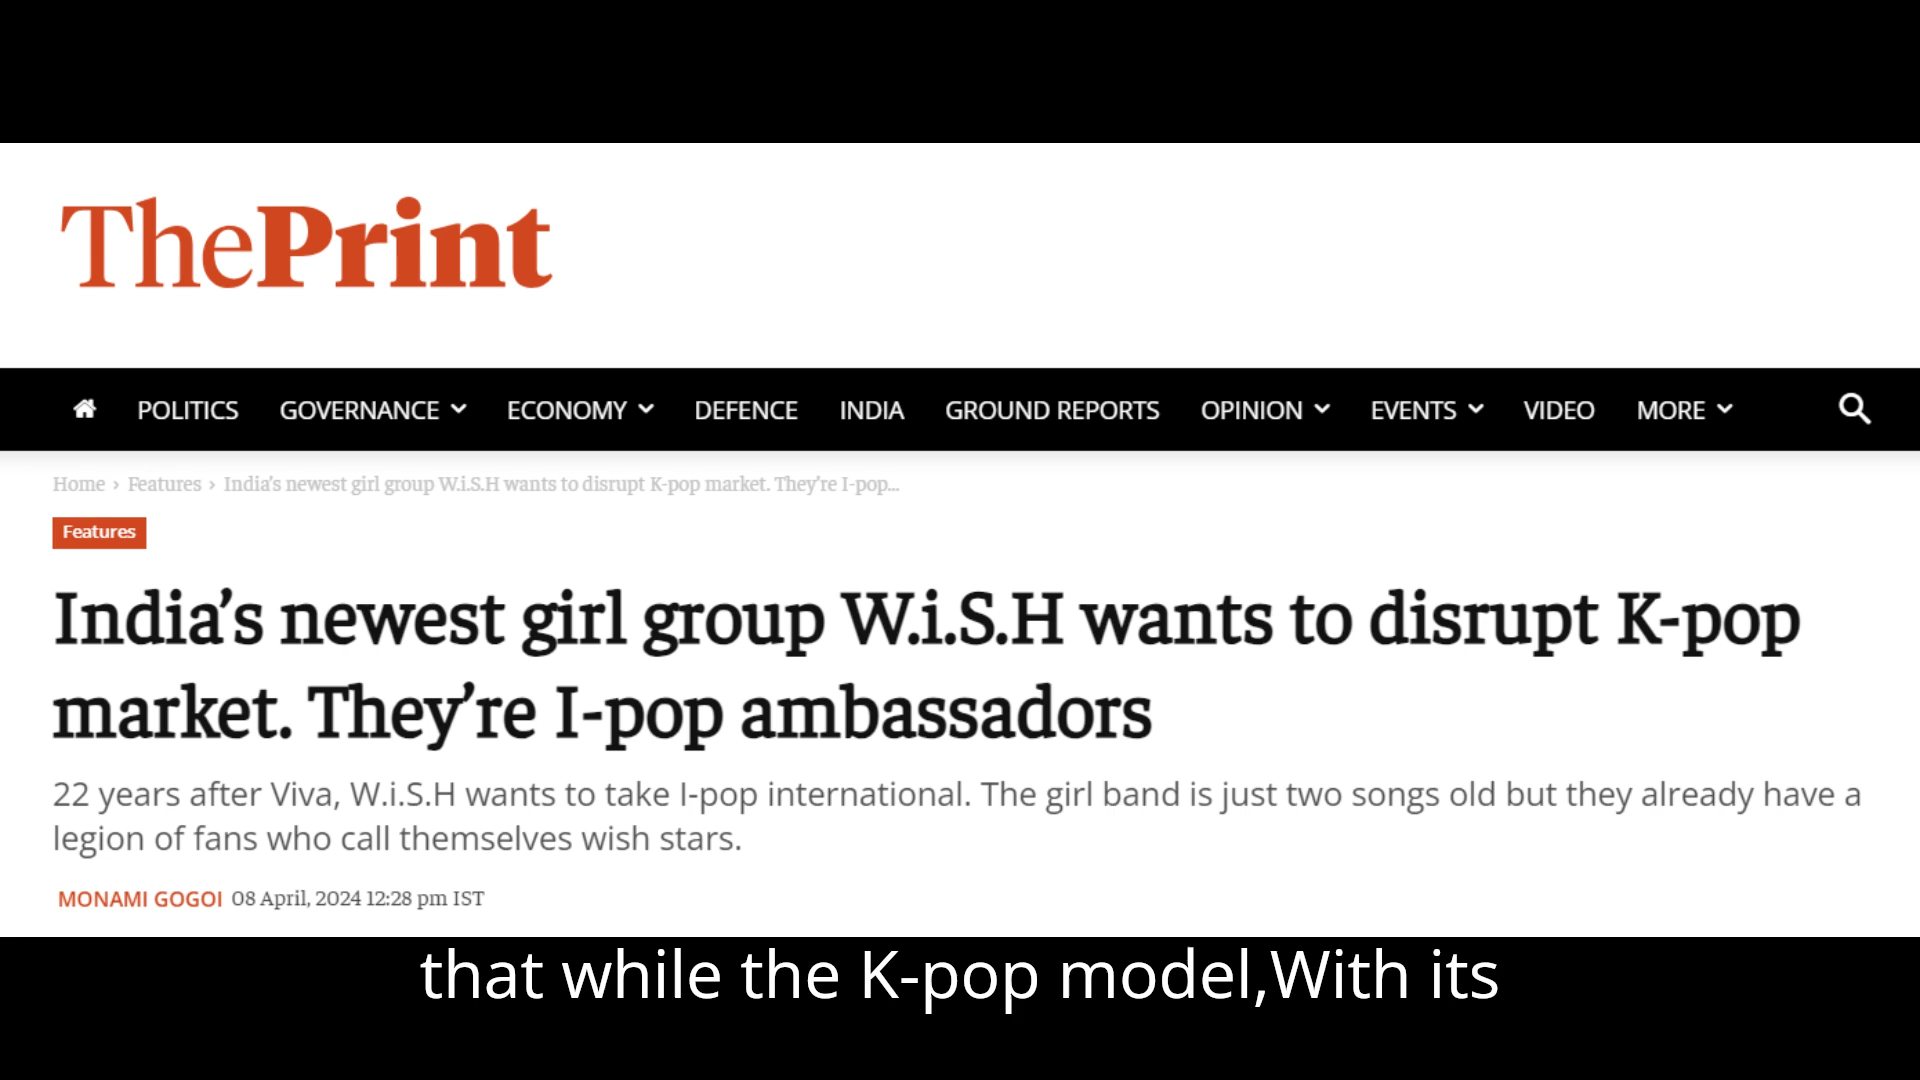 ThePrint
POLITICS GOVERNANCE ECONOMY DEFENCE INDIA GROUND REPORTS OPINION EVENTS VIDEO MORE
Home › Features › India’s newest girl group W.i.S.H wants to disrupt K-pop market. They’re I-pop...
Features
India’s newest girl group W.i.S.H wants to disrupt K-pop
market. They’re I-pop ambassadors
22 years after Viva, W.i.S.H wants to take I-pop international. The girl band is just two songs old but they already have a
legion of fans who call themselves wish stars.
MONAMI GOGOI 08 April, 2024 12:28 pm IST
that while the K-pop model,With its